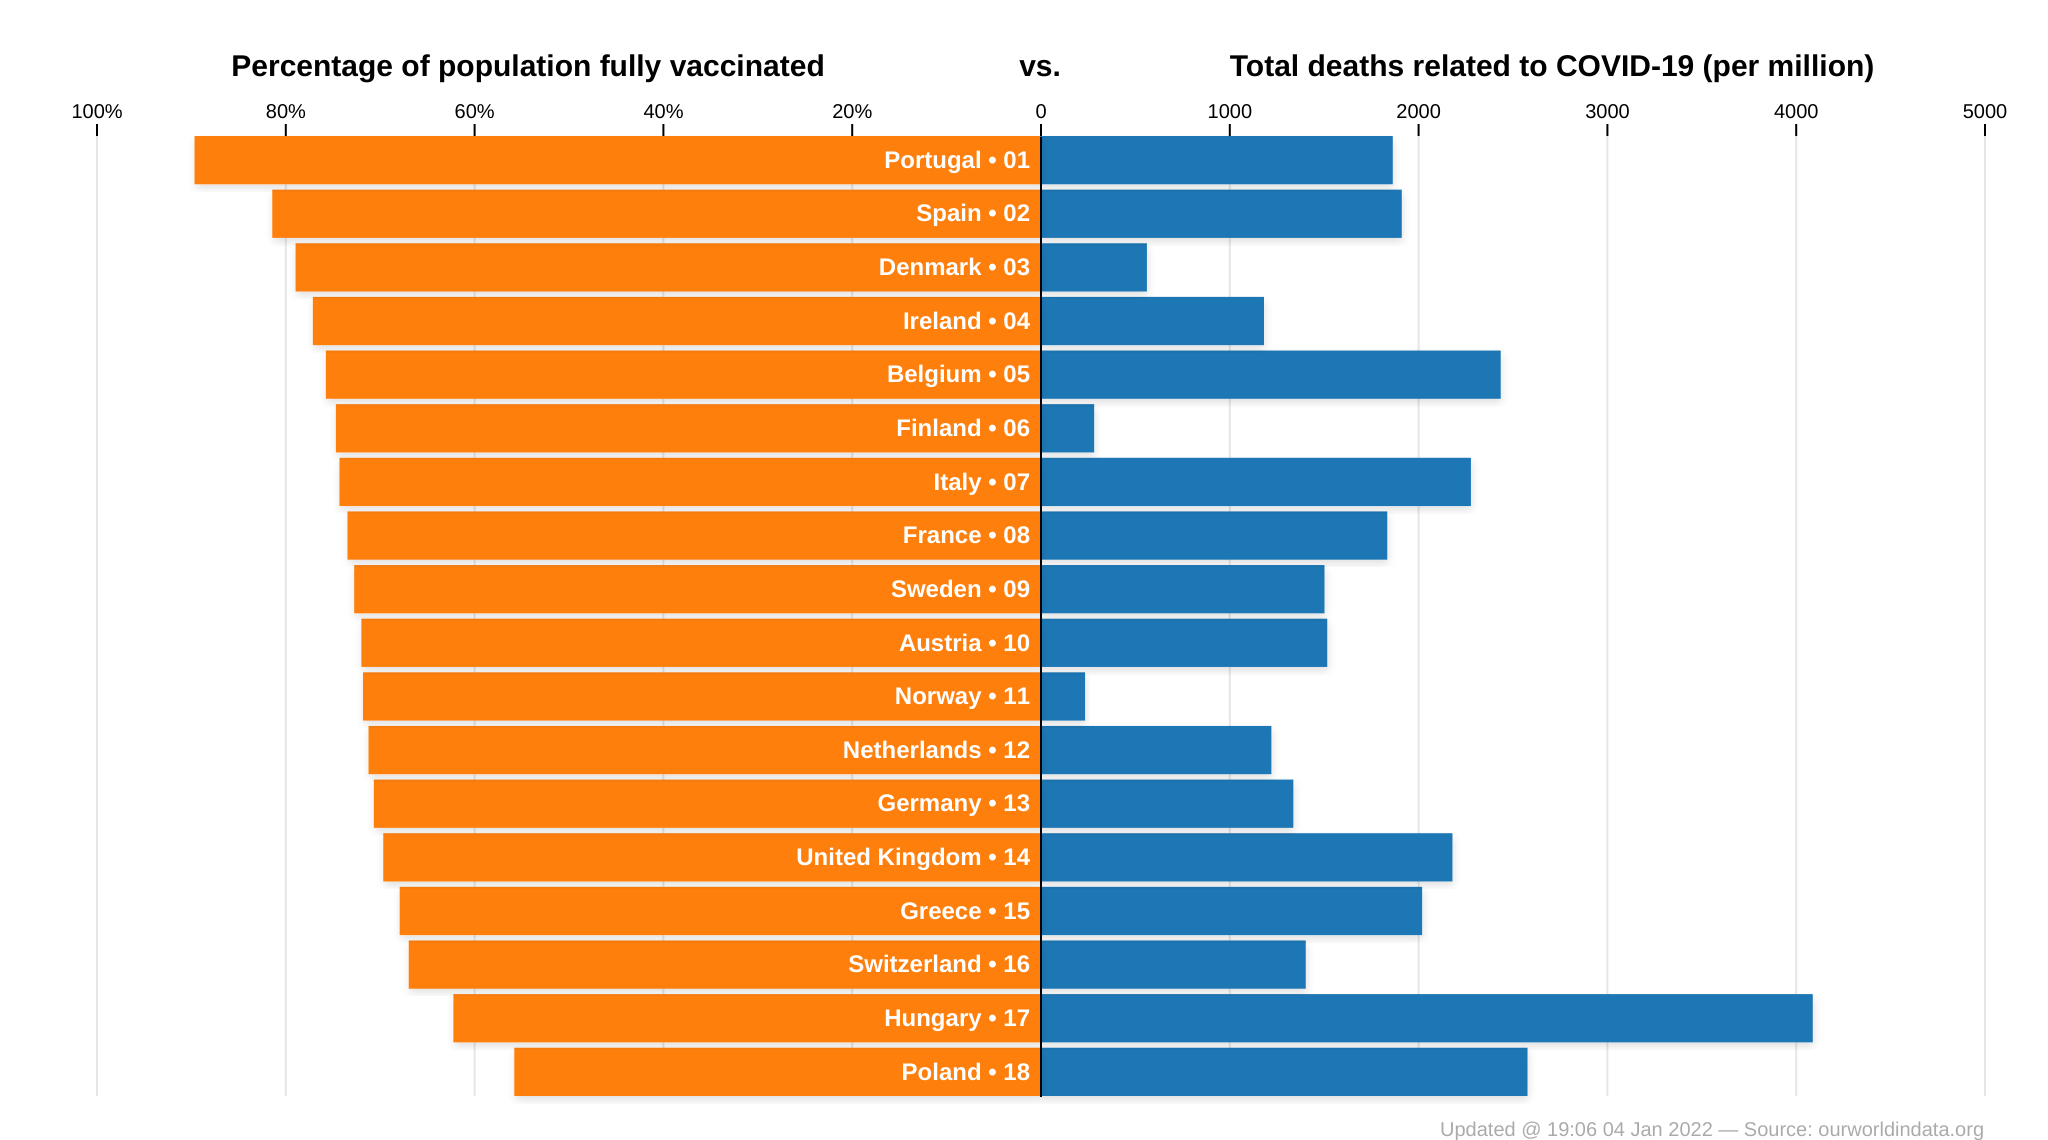 Percentage of population fully vaccinated vs. Total deaths related to COVID-19 (per million)
100% 80% 60% 40% 20% 0 1000 2000 3000 4000 5000
Portugal • 01
Spain • 02
Denmark • 03
Ireland • 04
Belgium • 05
Finland • 06
Italy • 07
France • 08
Sweden • 09
Austria • 10
Norway • 11
Netherlands • 12
Germany • 13
United Kingdom • 14
Greece • 15
Switzerland • 16
Hungary • 17
Poland • 18
Updated @ 19:06 04 Jan 2022 — Source: ourworldindata.org